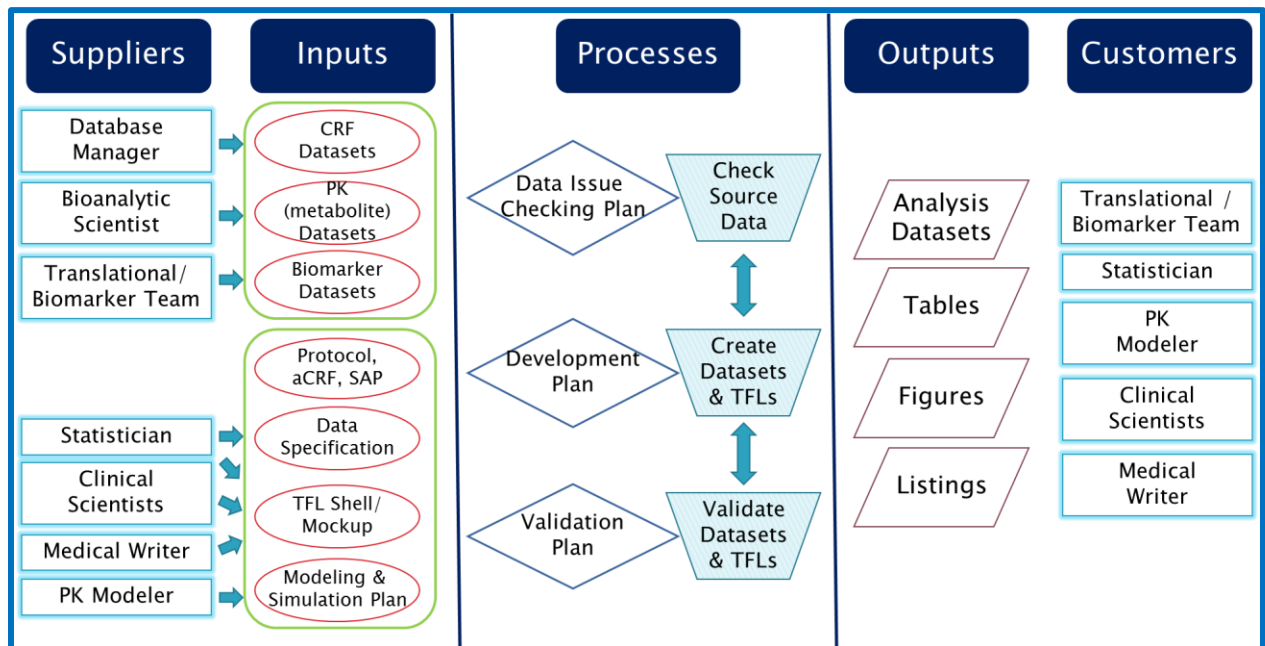 Suppliers
Inputs
Processes
Outputs
Customers
Database
Manager
Bioanalytic
Scientist
Translational/
Biomarker Team
Statistician
Clinical
Scientists
Medical Writer
PK Modeler
CRF
Datasets
PK
(metabolite)
Datasets
Biomarker
Datasets
Protocol,
aCRF, SAP
Data
Specification
TFL Shell/
Mockup
Modeling &
Simulation Plan
Data Issue
Checking Plan
Check
Source
Data
Development
Plan
Create
Datasets
& TFLs
Validation
Plan
Validate
Datasets
& TFLs
Analysis
Datasets
Tables
Figures
Listings
Translational /
Biomarker Team
Statistician
PK
Modeler
Clinical
Scientists
Medical
Writer